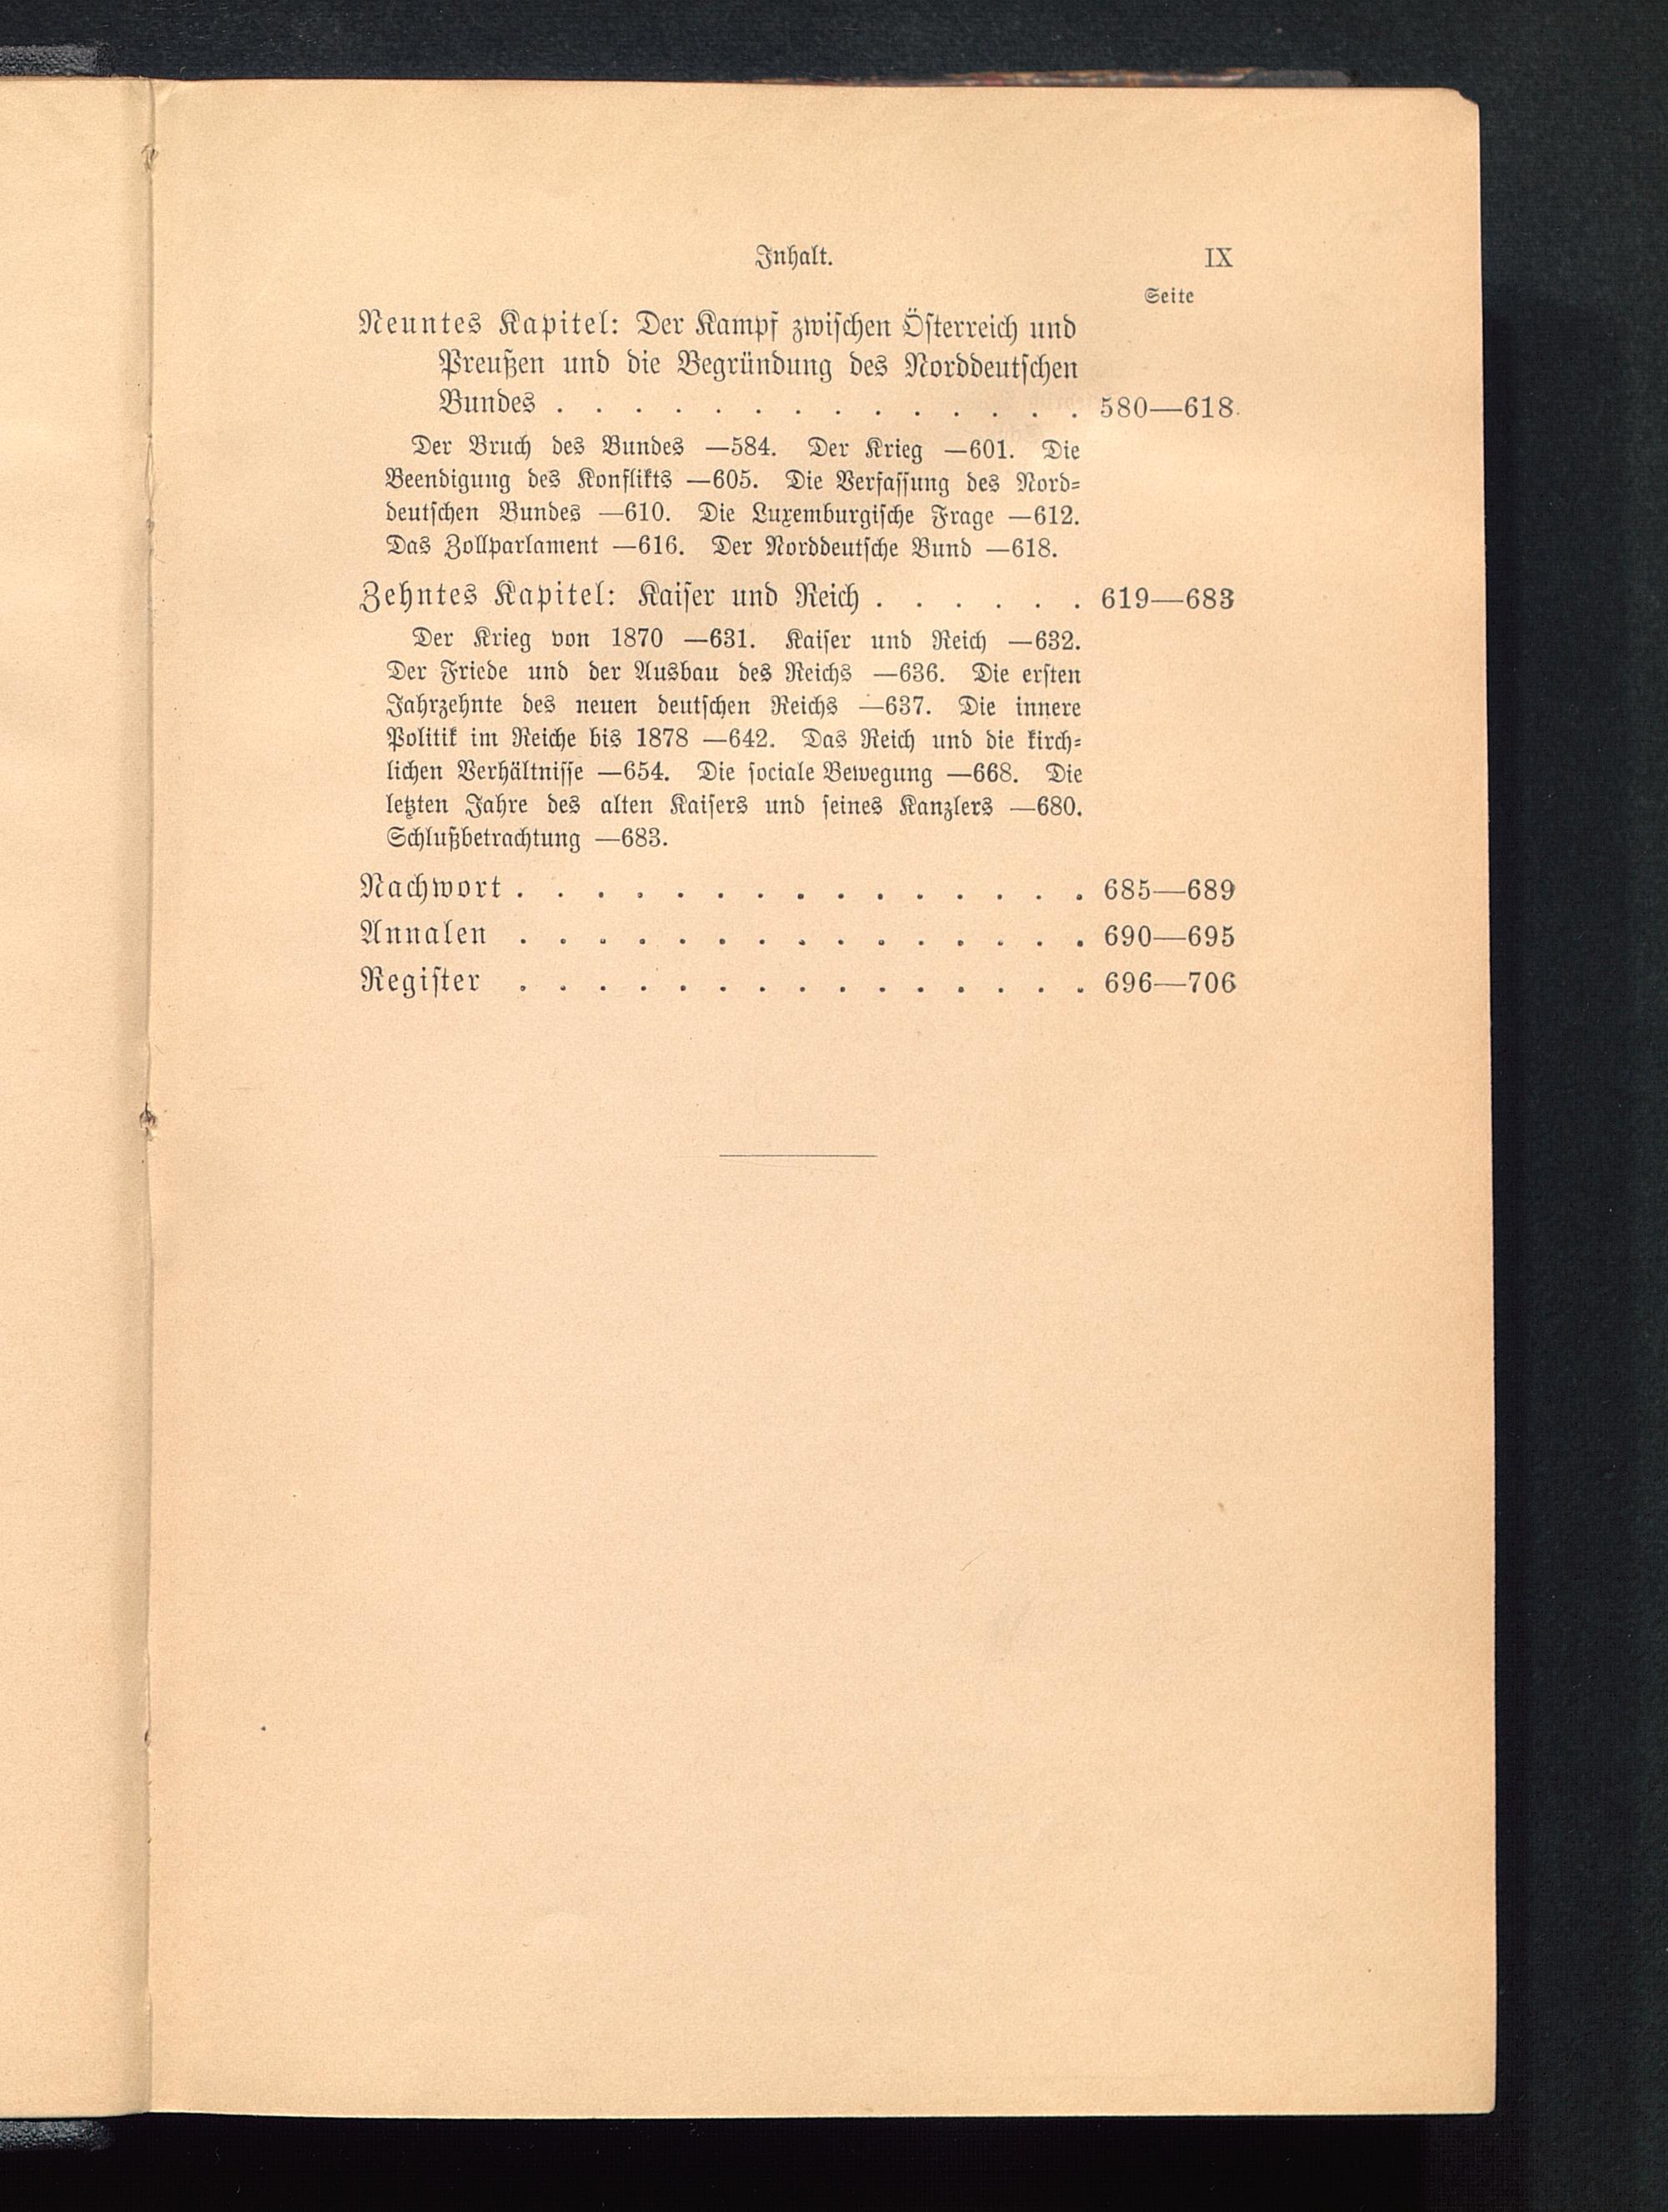 Inhalt. IX
Seite
Neuntes Kapitel: Der Kampf zwischen Österreich und
Preußen und die Begründung des Norddeutschen
Bundes . . . . . . . . . . . . . . 580—618
Der Bruch des Bundes —584. Der Krieg —601. Die
Beendigung des Konflikts —605. Die Verfassung des Nord-
deutschen Bundes —610. Die Luxemburgische Frage —612.
Das Zollparlament —616. Der Norddeutsche Bund —618.
Zehntes Kapitel: Kaiser und Reich . . . . . . 619—683
Der Krieg von 1870 —631. Kaiser und Reich —632.
Der Friede und der Ausbau des Reichs —636. Die ersten
Jahrzehnte des neuen deutschen Reichs —637. Die innere
Politik im Reiche bis 1878 —642. Das Reich und die kirch-
lichen Verhältnisse —654. Die sociale Bewegung —668. Die
letzten Jahre des alten Kaisers und seines Kanzlers —680.
Schlußbetrachtung —683.
Nachwort . . . . . . . . . . . . . . . 685—689
Annalen . . . . . . . . . . . . . . . 690—695
Register . . . . . . . . . . . . . . . 696—706